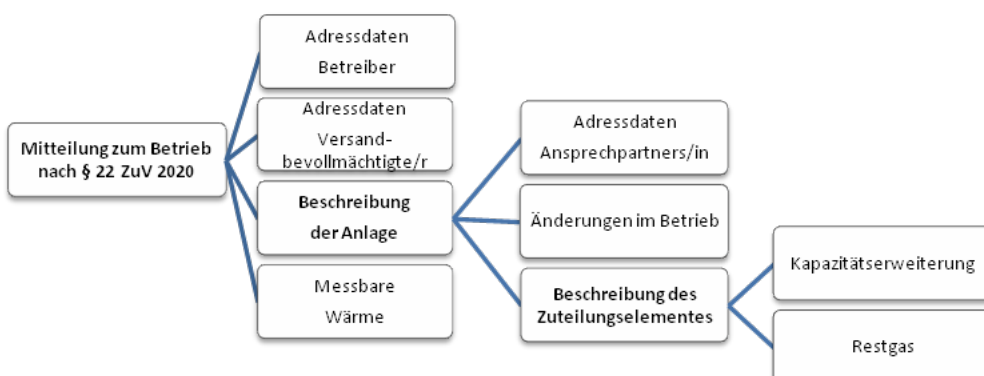 Mitteilung zum Betrieb
nach § 22 ZuV 2020
Adressdaten
Betreiber
Adressdaten
Versand-
bevollmächtigte/r
Beschreibung
der Anlage
Messbare
Wärme
Adressdaten
Ansprechpartners/in
Änderungen im Betrieb
Beschreibung des
Zuteilungselementes
Kapazitätserweiterung
Restgas